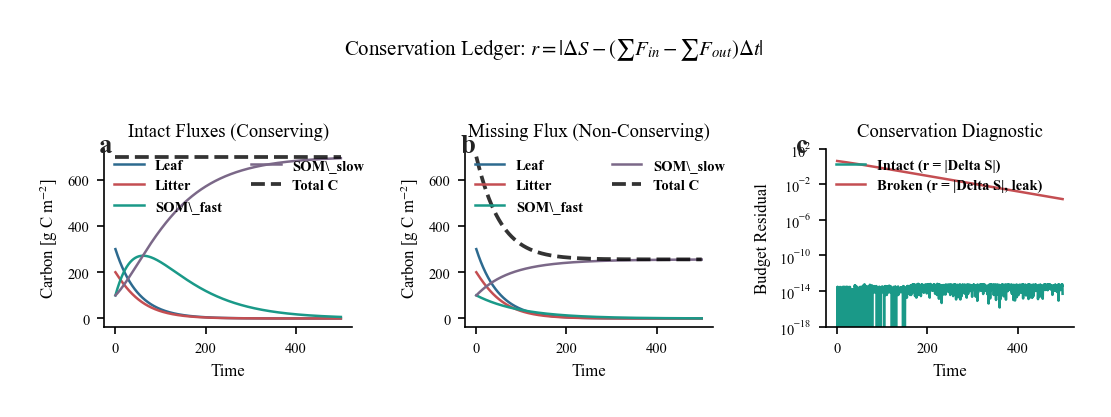 Conservation Ledger: r = |ΔS − (∑F_in − ∑F_out)Δt|
a
Intact Fluxes (Conserving)
Leaf
Litter
SOM\_fast
SOM\_slow
Total C
Carbon [g C m⁻²]
600
400
200
0
0
200
400
Time
b
Missing Flux (Non-Conserving)
Leaf
Litter
SOM\_fast
SOM\_slow
Total C
Carbon [g C m⁻²]
600
400
200
0
0
200
400
Time
c
Conservation Diagnostic
Intact (r = |Delta S|)
Broken (r = |Delta S|, leak)
Budget Residual
10²
10⁻²
10⁻⁶
10⁻¹⁰
10⁻¹⁴
10⁻¹⁸
0
200
400
Time